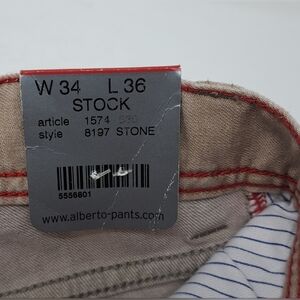 W 34 L 36
STOCK
article 1574
style 8197 STONE
5556601
www.alberto-pants.com